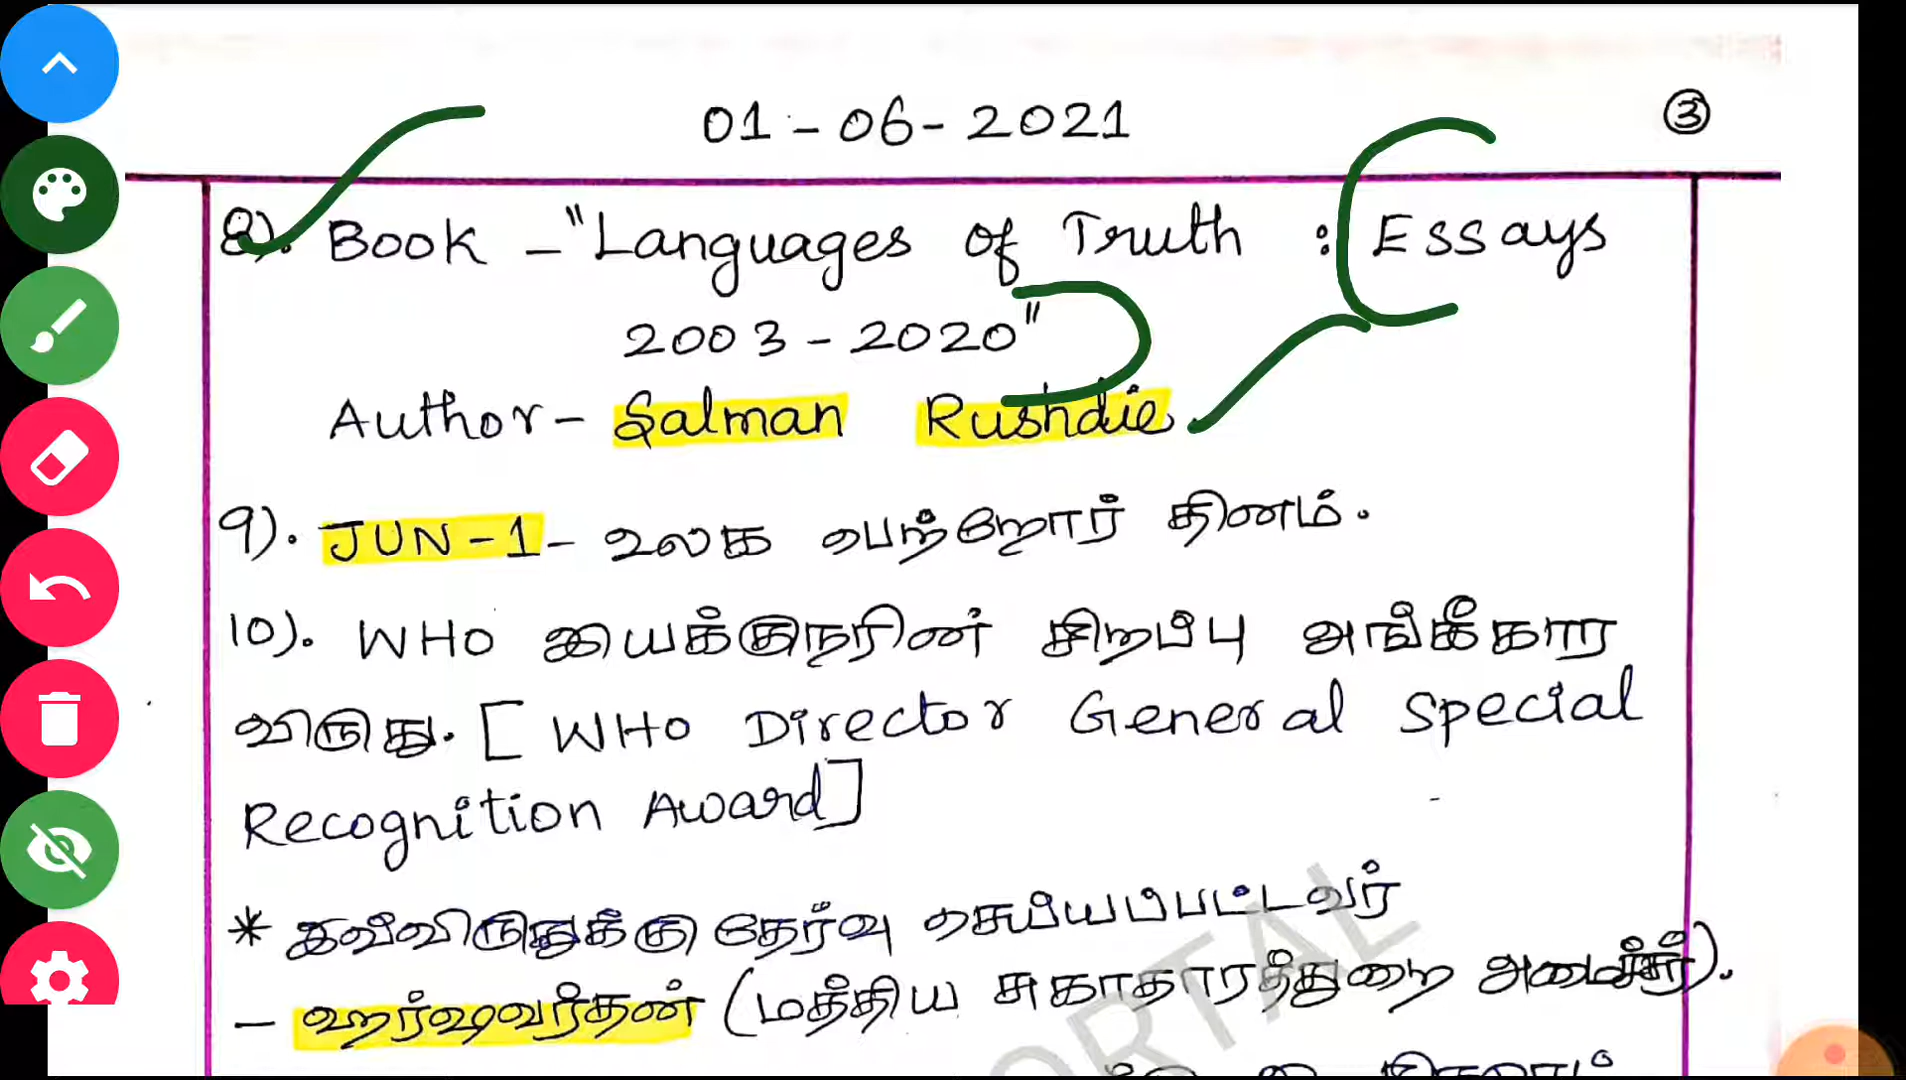 01-06-2021 ③
8). Book - "Languages of Truth : Essays
2003 - 2020"
Author - Salman Rushdie
9). JUN - 1 - உலக பெற்றோர் தினம்.
10). WHO இயக்குநரின் சிறப்பு அங்கீகார
விருது. [ WHO Director General Special
Recognition Award]
* இவ்விருதுக்கு தேர்வு செய்யப்பட்டவர்
- ஹர்ஷவர்தன் (மத்திய சுகாதாரத்துறை அமைச்சர்).
ORTAL